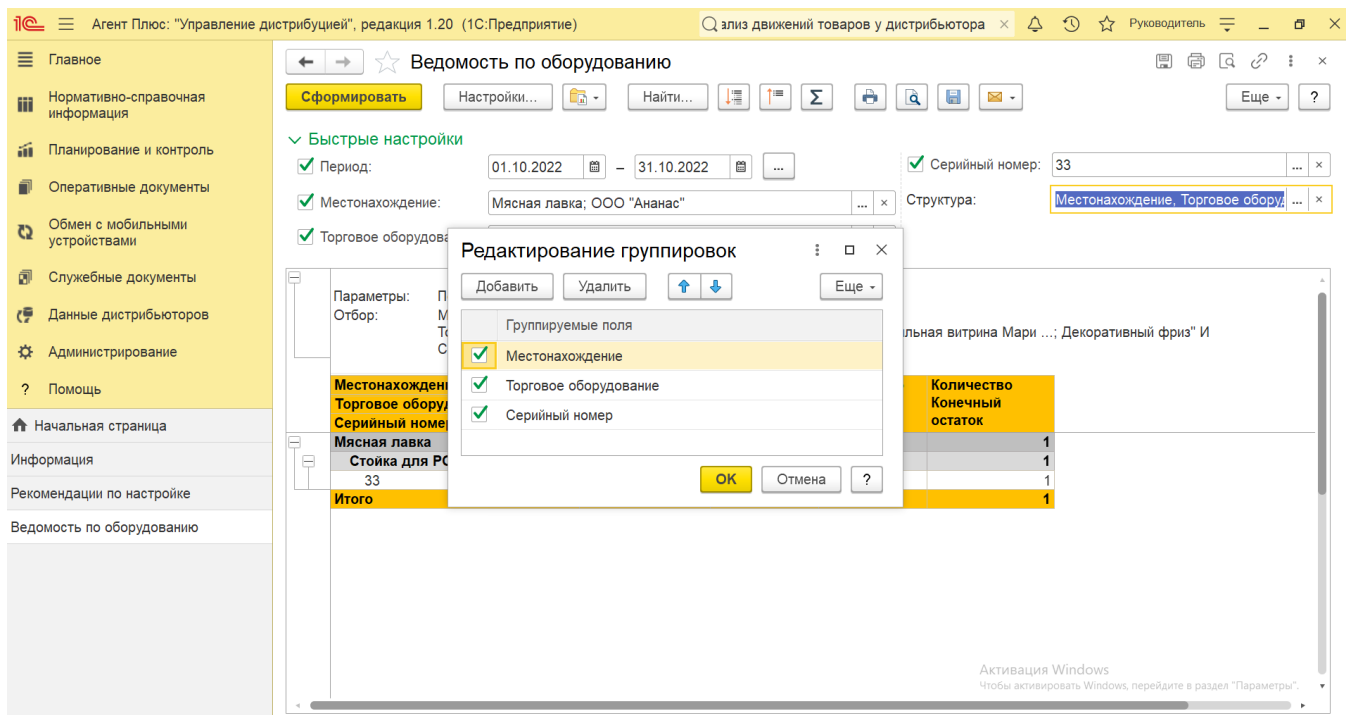 Агент Плюс: "Управление дистрибуцией", редакция 1.20 (1С:Предприятие)
ализ движений товаров у дистрибьютора
Руководитель
Главное
Нормативно-справочная
информация
Планирование и контроль
Оперативные документы
Обмен с мобильными
устройствами
Служебные документы
Данные дистрибьюторов
Администрирование
? Помощь
Начальная страница
Информация
Рекомендации по настройке
Ведомость по оборудованию
Ведомость по оборудованию
Сформировать
Настройки...
Найти...
Еще
?
Быстрые настройки
Период: 01.10.2022 – 31.10.2022 ...
Серийный номер: 33
Местонахождение: Мясная лавка; ООО "Ананас"
Структура: Местонахождение, Торговое оборуд
Торговое оборудова
Редактирование группировок
Добавить
Удалить
Еще
Группируемые поля
Местонахождение
Торговое оборудование
Серийный номер
ОК
Отмена
?
Параметры: П
Отбор: М
То
С
льная витрина Мари ...; Декоративный фриз" И
Местонахожден
Торговое обору
Серийный номе
Количество
Конечный
остаток
Мясная лавка 1
Стойка для РО 1
33 1
Итого 1
Активация Windows
Чтобы активировать Windows, перейдите в раздел "Параметры".